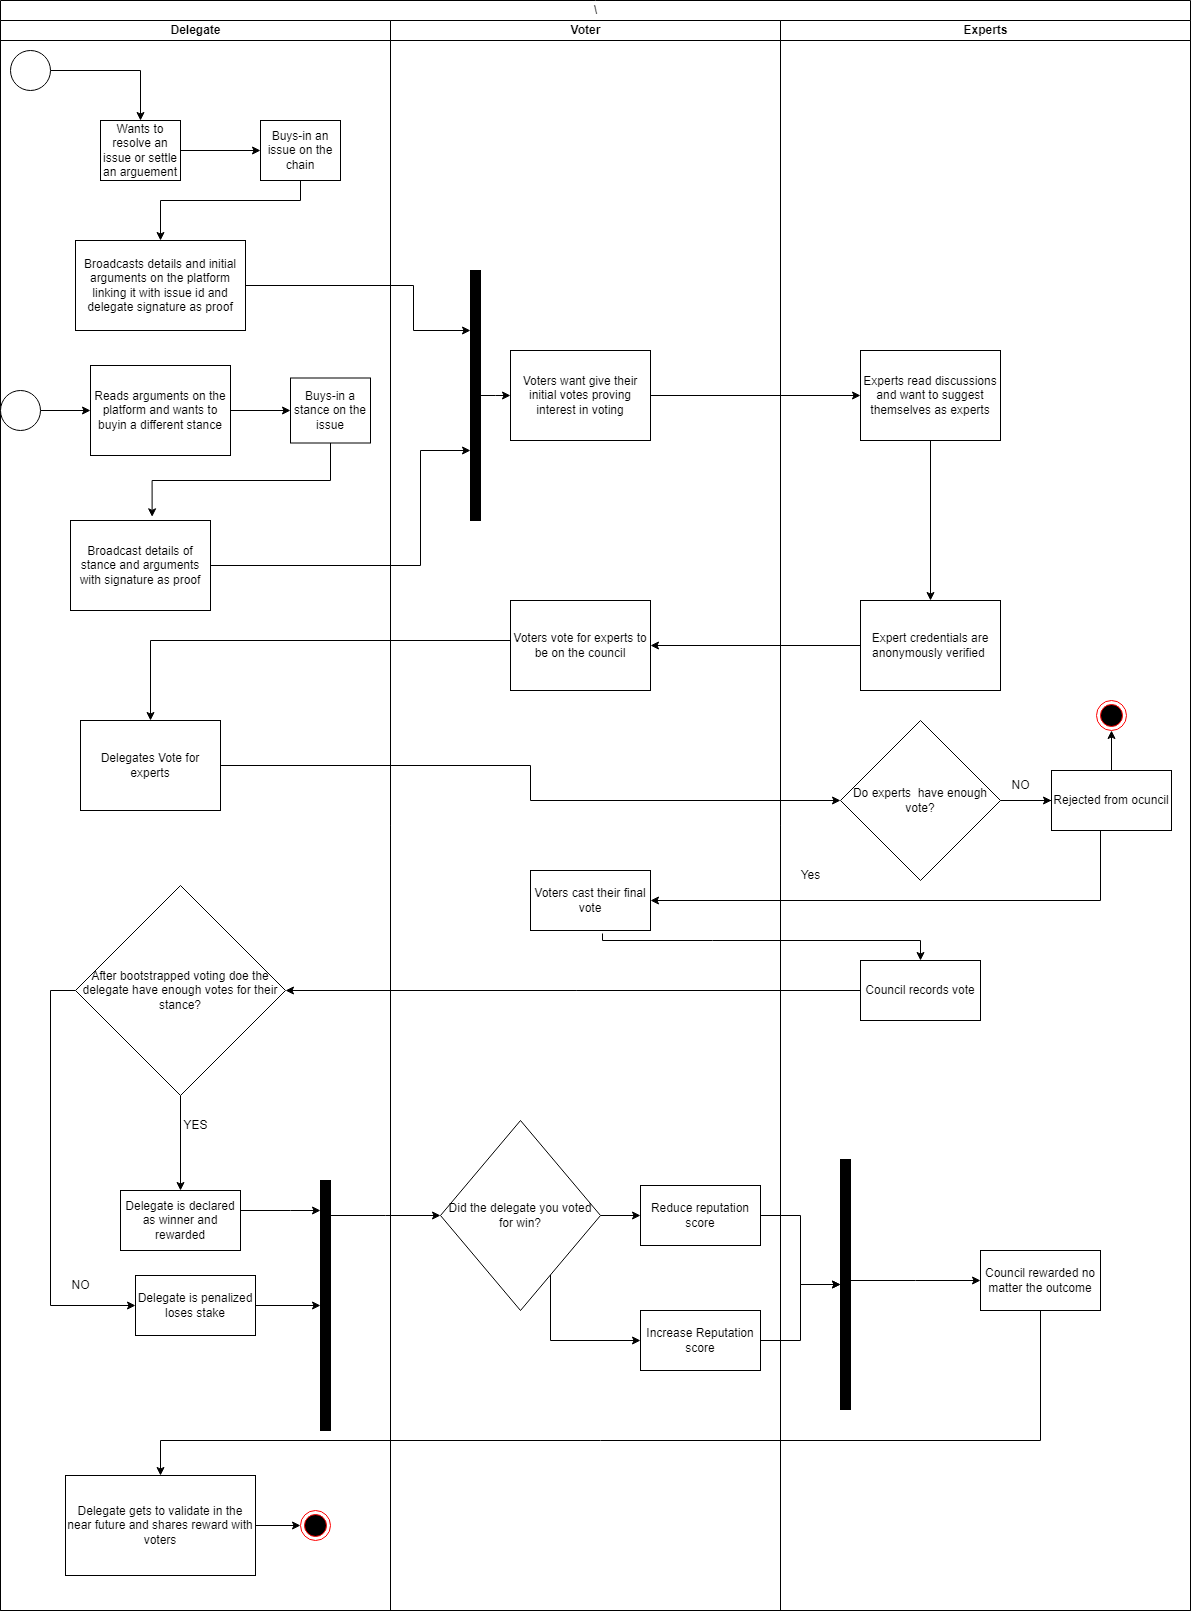 \
Delegate
Voter
Experts
Wants to
resolve an
issue or settle
an arguement
Buys-in an
issue on the
chain
Broadcasts details and initial
arguments on the platform
linking it with issue id and
delegate signature as proof
Reads arguments on the
platform and wants to
buyin a different stance
Buys-in a
stance on the
issue
Voters want give their
initial votes proving
interest in voting
Experts read discussions
and want to suggest
themselves as experts
Broadcast details of
stance and arguments
with signature as proof
Voters vote for experts to
be on the council
Expert credentials are
anonymously verified
Delegates Vote for
experts
Do experts  have enough
vote?
NO
Rejected from ocuncil
Yes
Voters cast their final
vote
After bootstrapped voting doe the
delegate have enough votes for their
stance?
Council records vote
YES
Delegate is declared
as winner and
rewarded
NO
Delegate is penalized
loses stake
Did the delegate you voted
for win?
Reduce reputation
score
Increase Reputation
score
Council rewarded no
matter the outcome
Delegate gets to validate in the
near future and shares reward with
voters